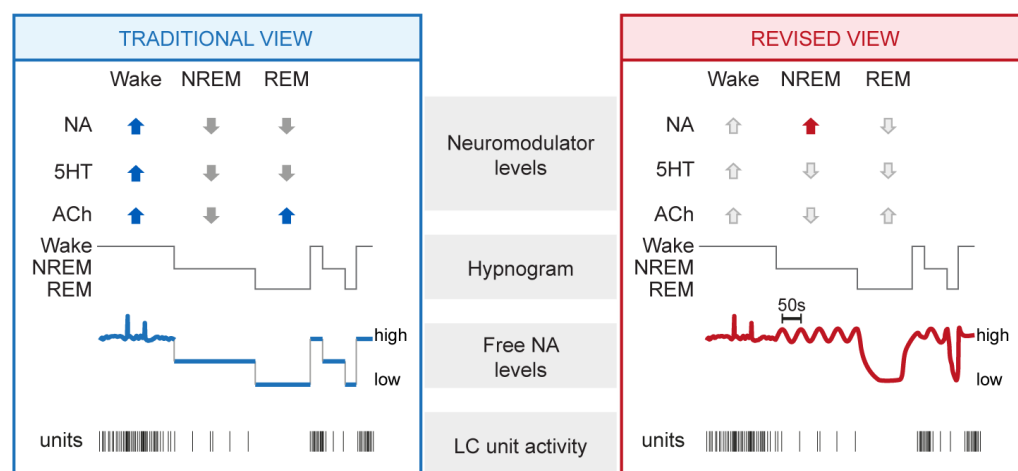 TRADITIONAL VIEW
Wake NREM REM
NA
5HT
ACh
Wake
NREM
REM
high
low
units
Neuromodulator
levels
Hypnogram
Free NA
levels
LC unit activity
REVISED VIEW
Wake NREM REM
NA
5HT
ACh
Wake
NREM
REM
50s
high
low
units